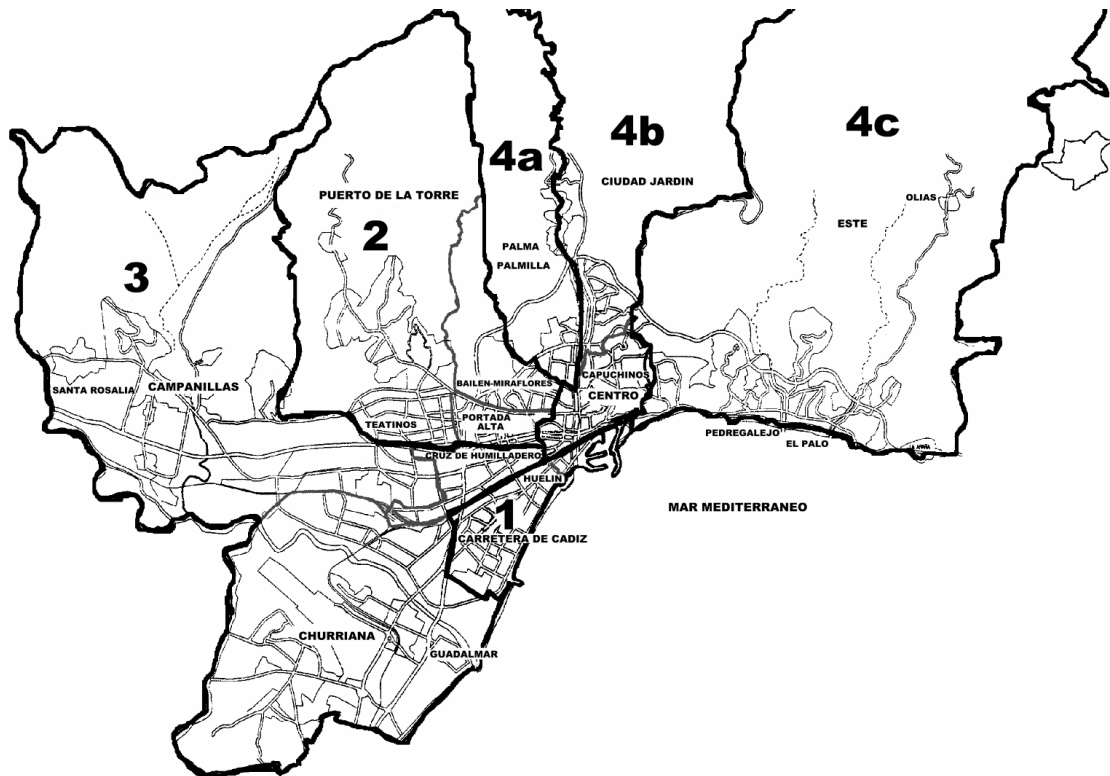 4a
4b
4c
PUERTO DE LA TORRE
CIUDAD JARDIN
OLIAS
ESTE
2
PALMA
PALMILLA
3
SANTA ROSALIA
CAMPANILLAS
BAILEN-MIRAFLORES
CAPUCHINOS
CENTRO
TEATINOS
PORTADA
ALTA
PEDREGALEJO
EL PALO
CRUZ DE HUMILLADERO
HUELIN
1
MAR MEDITERRANEO
CARRETERA DE CADIZ
CHURRIANA
GUADALMAR